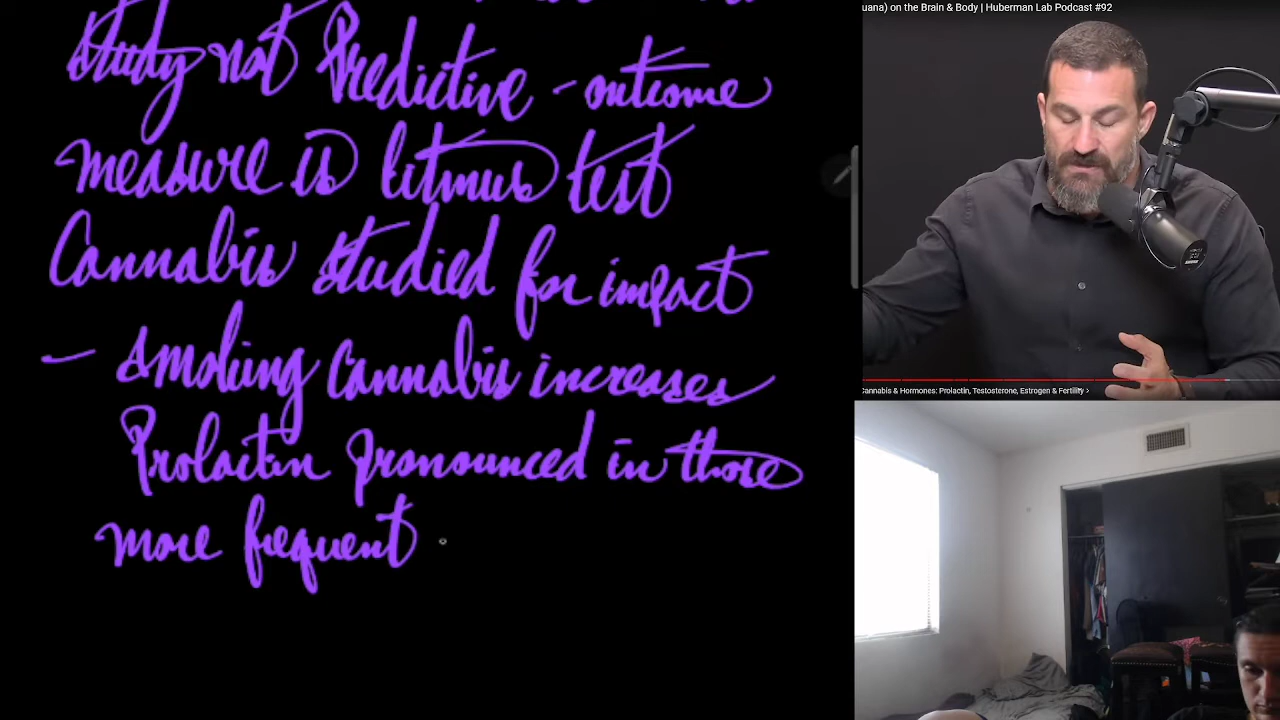 uana) on the Brain & Body | Huberman Lab Podcast #92
study not Predictive - outcome
measure is litmus test
Cannabis studied for impact
- smoking Cannabis increases
Prolactin pronounced in those
more frequent
Cannabis & Hormones: Prolactin, Testosterone, Estrogen & Fertility >